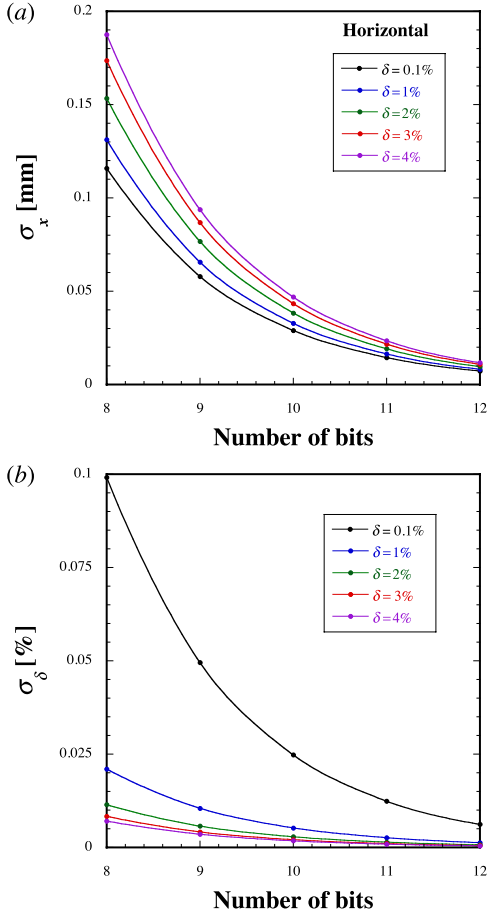 (a)
0.2
Horizontal
δ = 0.1%
δ = 1%
δ = 2%
δ = 3%
δ = 4%
0.15
0.1
0.05
0
σx [mm]
8 9 10 11 12
Number of bits
(b)
0.1
δ = 0.1%
δ = 1%
δ = 2%
δ = 3%
δ = 4%
0.075
0.05
0.025
0
σδ [%]
8 9 10 11 12
Number of bits